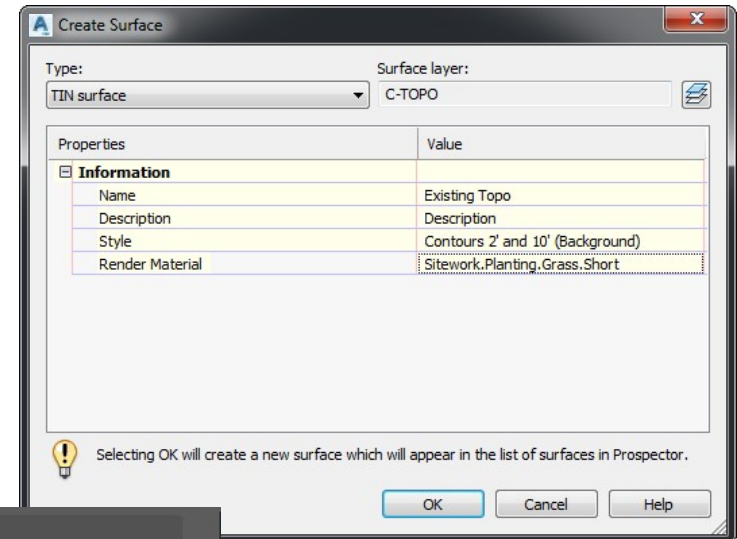 Create Surface
Type: Surface layer:
TIN surface C-TOPO
Properties Value
Information
Name Existing Topo
Description Description
Style Contours 2' and 10' (Background)
Render Material Sitework.Planting.Grass.Short
Selecting OK will create a new surface which will appear in the list of surfaces in Prospector.
OK Cancel Help